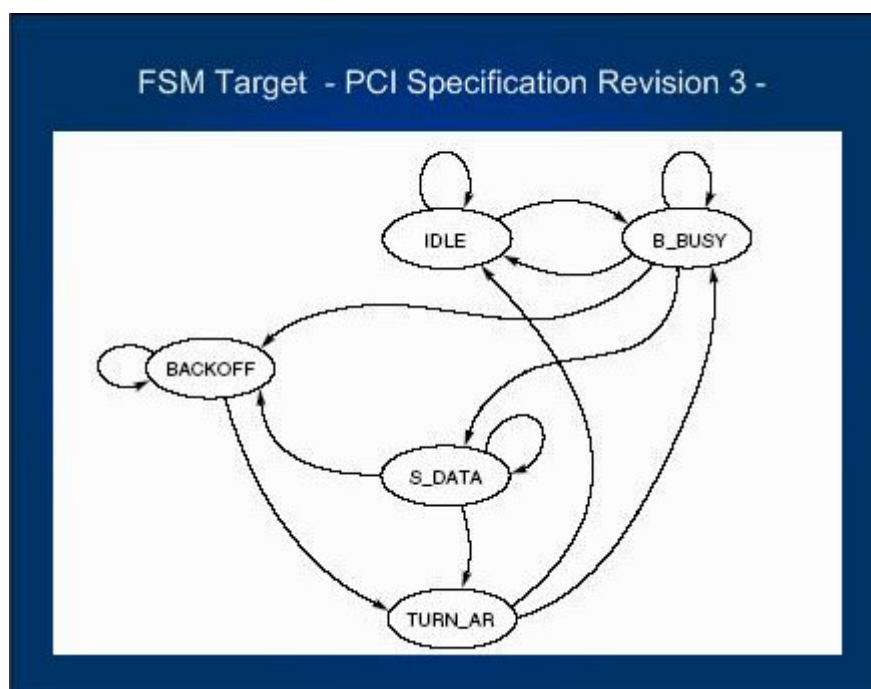 FSM Target - PCI Specification Revision 3 -
IDLE
B_BUSY
BACKOFF
S_DATA
TURN_AR